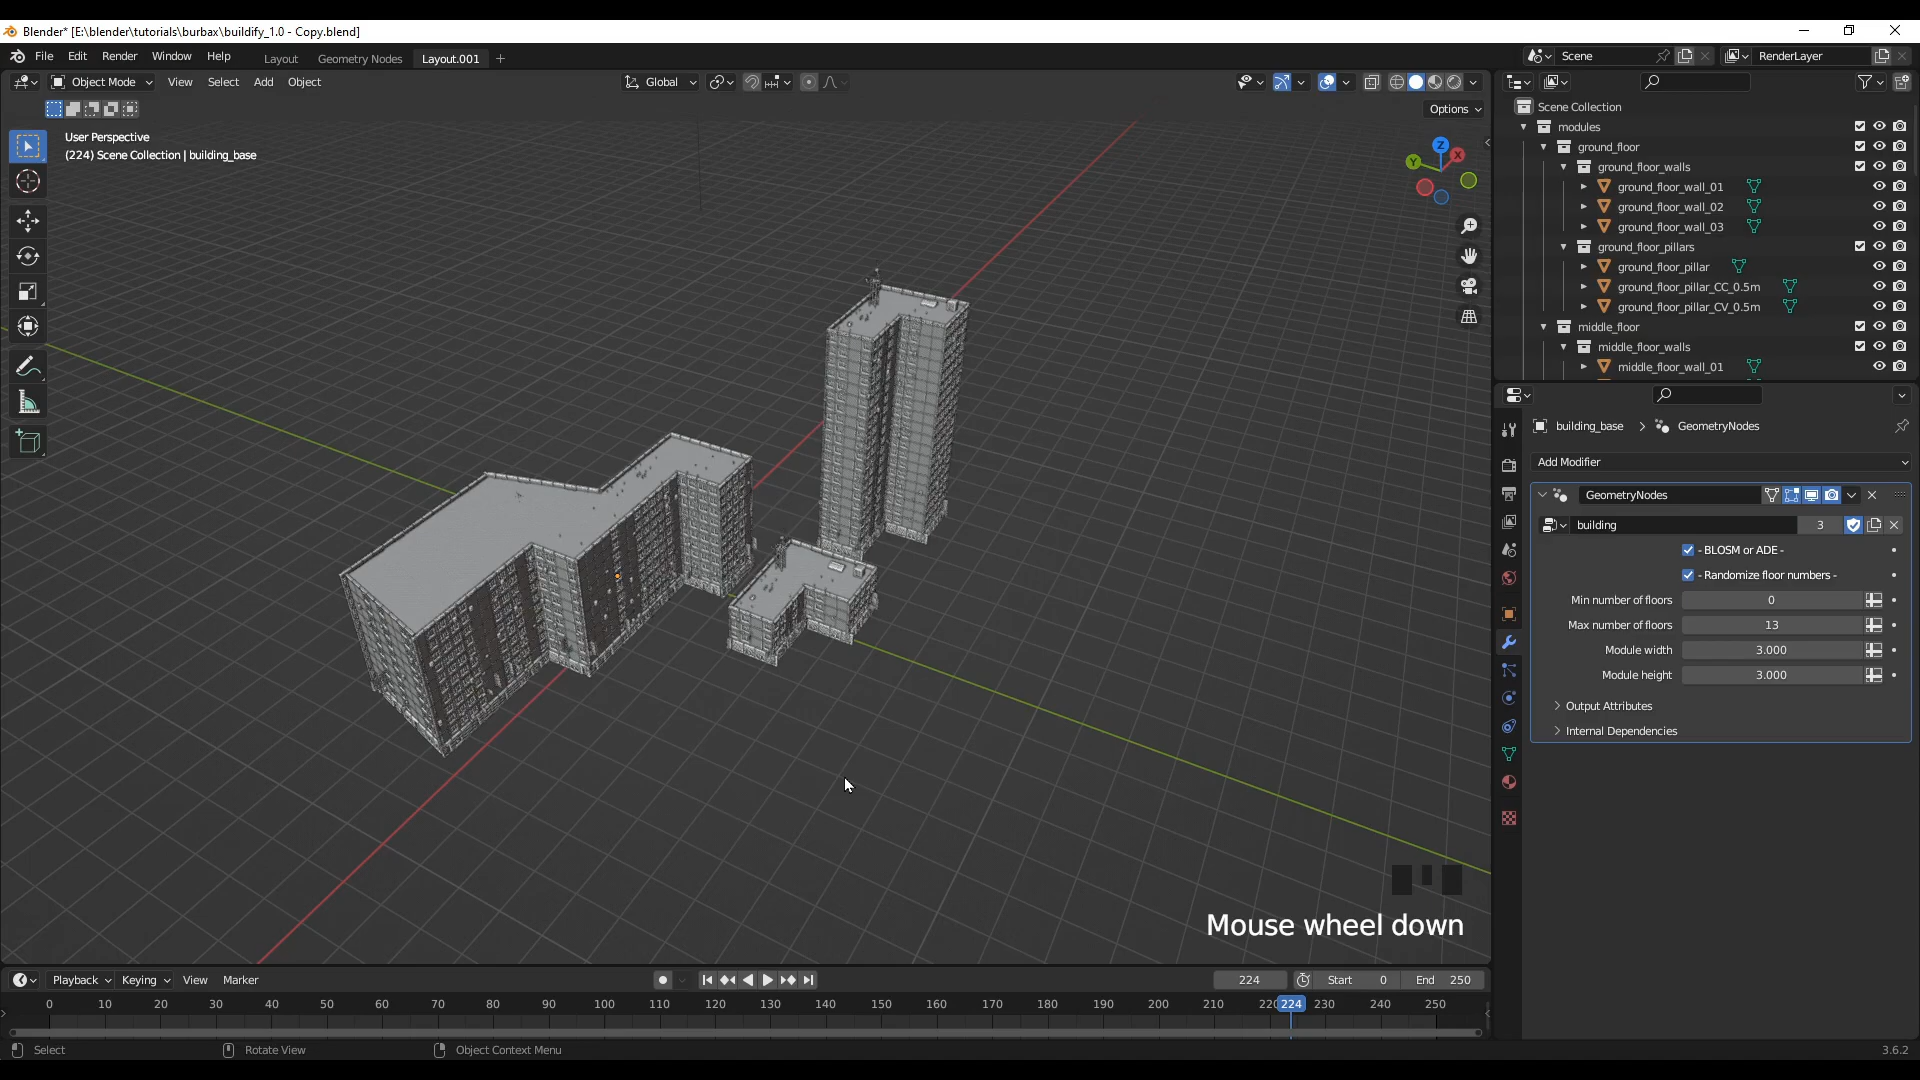 Blender* [E:\blender\tutorials\burbax\buildify_1.0 - Copy.blend]
File Edit Render Window Help Layout Geometry Nodes Layout.001 + Scene RenderLayer
Object Mode View Select Add Object Global
Options
User Perspective
(224) Scene Collection | building_base
Z
X
Y
Scene Collection
modules
ground_floor
ground_floor_walls
ground_floor_wall_01
ground_floor_wall_02
ground_floor_wall_03
ground_floor_pillars
ground_floor_pillar
ground_floor_pillar_CC_0.5m
ground_floor_pillar_CV_0.5m
middle_floor
middle_floor_walls
middle_floor_wall_01
building_base > GeometryNodes
Add Modifier
GeometryNodes
building 3
- BLOSM or ADE -
- Randomize floor numbers -
Min number of floors 0
Max number of floors 13
Module width 3.000
Module height 3.000
Output Attributes
Internal Dependencies
Mouse wheel down
Playback Keying View Marker 224 Start 0 End 250
0 10 20 30 40 50 60 70 80 90 100 110 120 130 140 150 160 170 180 190 200 210 220 224 230 240 250
Select Rotate View Object Context Menu 3.6.2